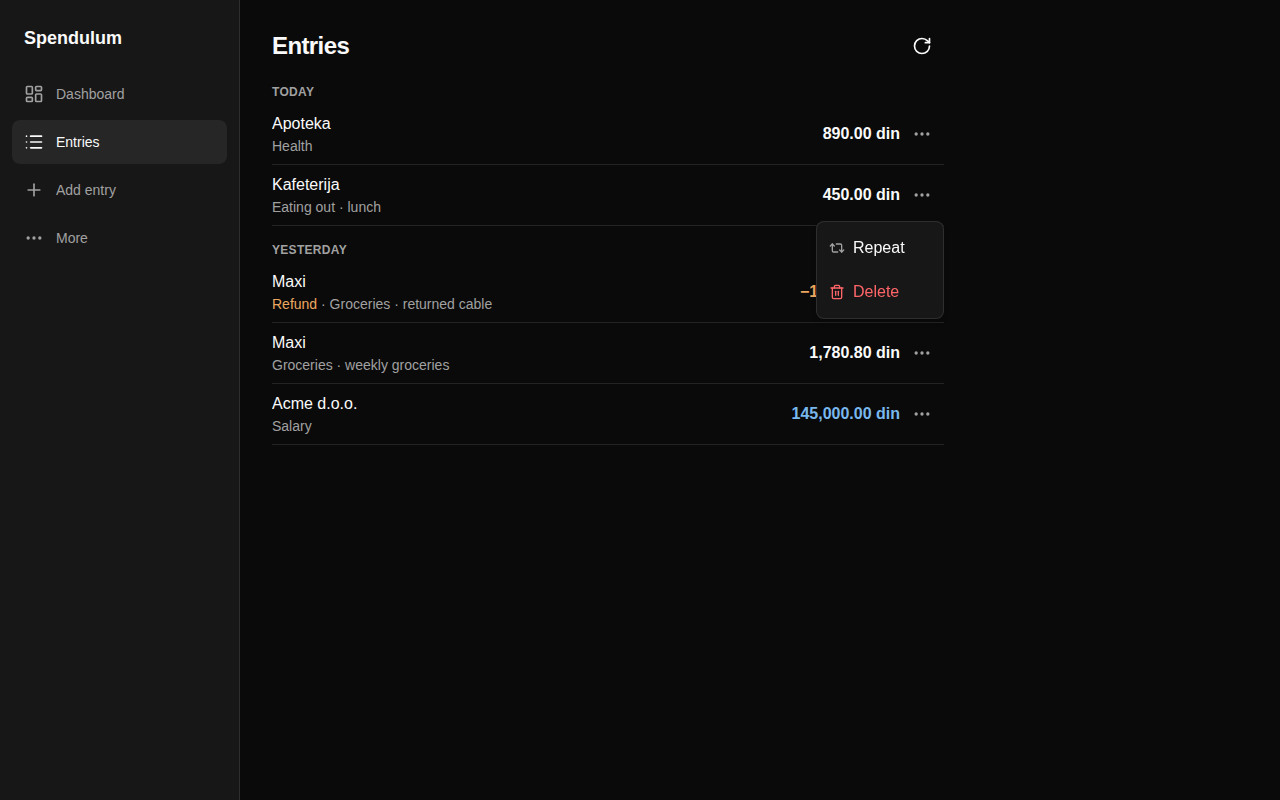 Spendulum
Dashboard
Entries
Add entry
More
Entries
TODAY
Apoteka
890.00 din
Health
Kafeterija
450.00 din
Eating out · lunch
Repeat
Delete
YESTERDAY
Maxi
−1
Refund · Groceries · returned cable
Maxi
1,780.80 din
Groceries · weekly groceries
Acme d.o.o.
145,000.00 din
Salary